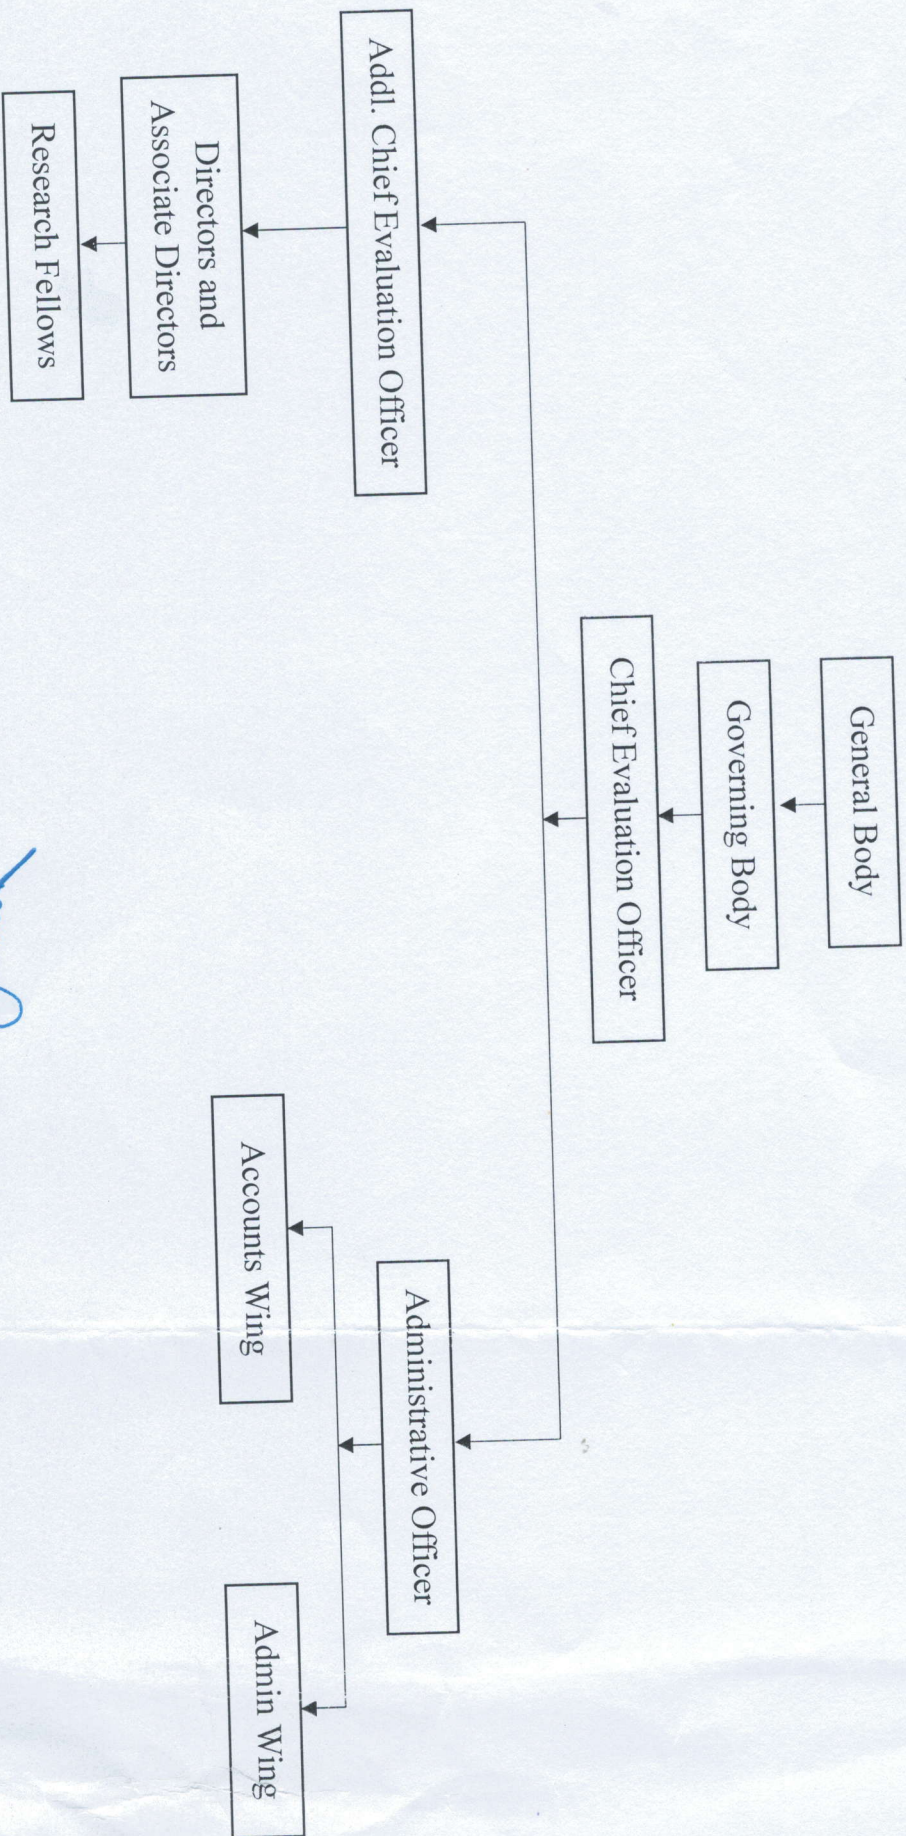 General Body
Governing Body
Chief Evaluation Officer
Addl. Chief Evaluation Officer
Administrative Officer
Directors and
Associate Directors
Accounts Wing
Admin Wing
Research Fellows